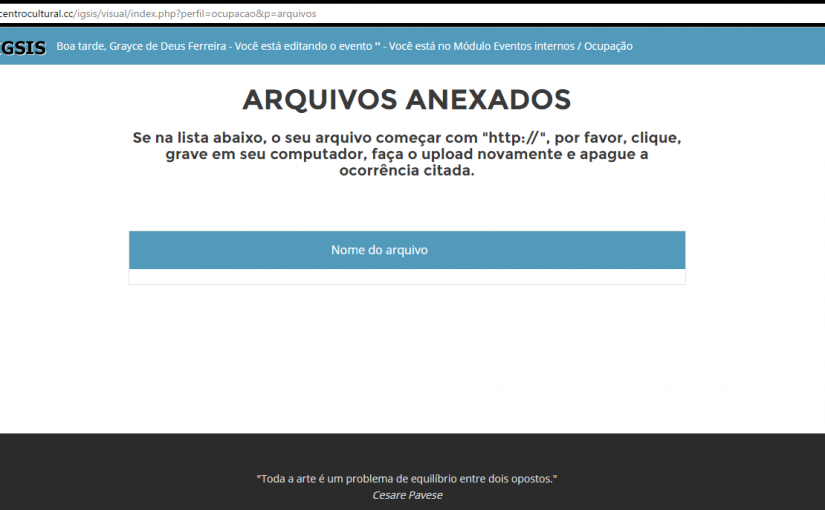 centrocultural.cc/igsis/visual/index.php?perfil=ocupacao&p=arquivos
IGSIS Boa tarde, Grayce de Deus Ferreira - Você está editando o evento '' - Você está no Módulo Eventos internos / Ocupação
ARQUIVOS ANEXADOS
Se na lista abaixo, o seu arquivo começar com "http://", por favor, clique,
grave em seu computador, faça o upload novamente e apague a
ocorrência citada.
Nome do arquivo
"Toda a arte é um problema de equilíbrio entre dois opostos."
Cesare Pavese